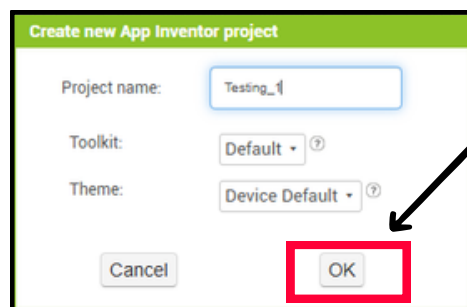 Create new App Inventor project
Project name: Testing_1
Toolkit: Default ?
Theme: Device Default ?
Cancel OK